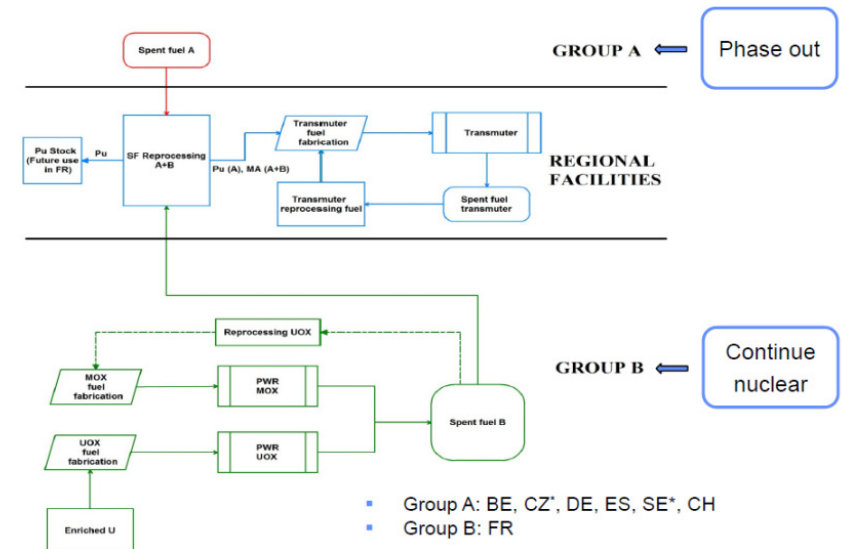 Spent fuel A
GROUP A
Phase out
Pu Stock
(Future use
in FR)
Pu
SF Reprocessing
A+B
Pu (A), MA (A+B)
Transmuter
fuel
fabrication
Transmuter
Transmuter
reprocessing fuel
Spent fuel
transmuter
REGIONAL
FACILITIES
Reprocessing UOX
MOX
fuel
fabrication
PWR
MOX
UOX
fuel
fabrication
PWR
UOX
Spent fuel B
Enriched U
GROUP B
Continue
nuclear
▪ Group A: BE, CZ*, DE, ES, SE*, CH
▪ Group B: FR